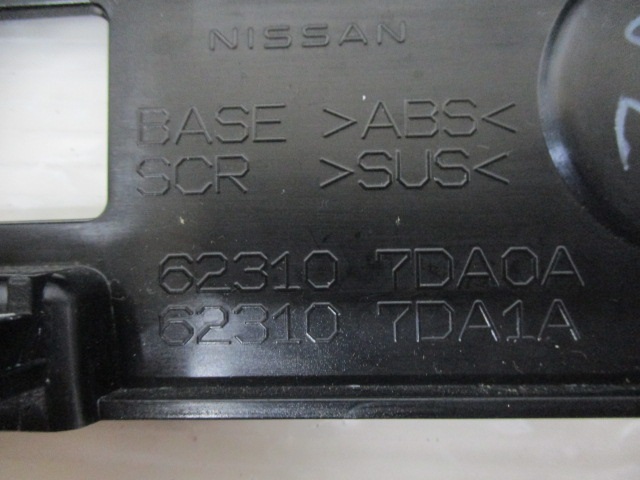 NISSAN
BASE >ABS<
SCR >SUS<
62310 7DA0A
62310 7DA1A